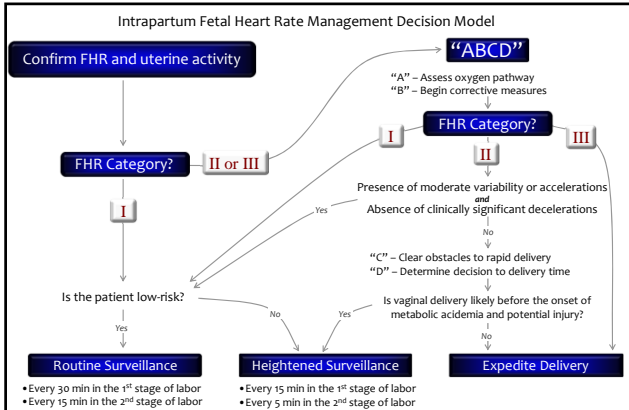 Intrapartum Fetal Heart Rate Management Decision Model
Confirm FHR and uterine activity
“ABCD”
“A” – Assess oxygen pathway
“B” – Begin corrective measures
FHR Category?
I
II
III
FHR Category?
II or III
I
Presence of moderate variability or accelerations
and
Absence of clinically significant decelerations
Yes
No
“C” – Clear obstacles to rapid delivery
“D” – Determine decision to delivery time
Is the patient low-risk?
Is vaginal delivery likely before the onset of
metabolic acidemia and potential injury?
Yes
No
Yes
No
Routine Surveillance
• Every 30 min in the 1st stage of labor
• Every 15 min in the 2nd stage of labor
Heightened Surveillance
• Every 15 min in the 1st stage of labor
• Every 5 min in the 2nd stage of labor
Expedite Delivery